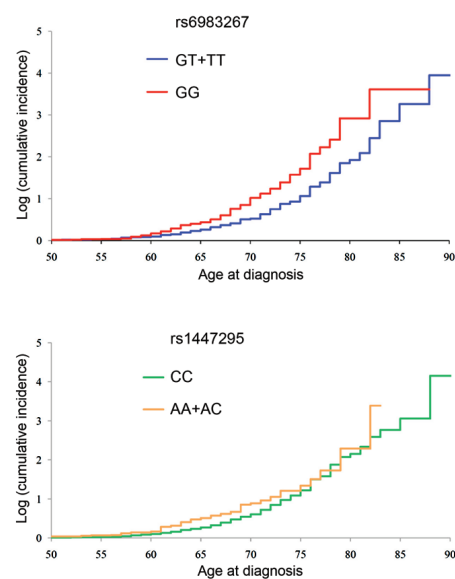 rs6983267
5
GT+TT
4
GG
3
2
1
0
Log (cumulative incidence)
50 55 60 65 70 75 80 85 90
Age at diagnosis
rs1447295
5
CC
4
AA+AC
3
2
1
0
Log (cumulative incidence)
50 55 60 65 70 75 80 85 90
Age at diagnosis